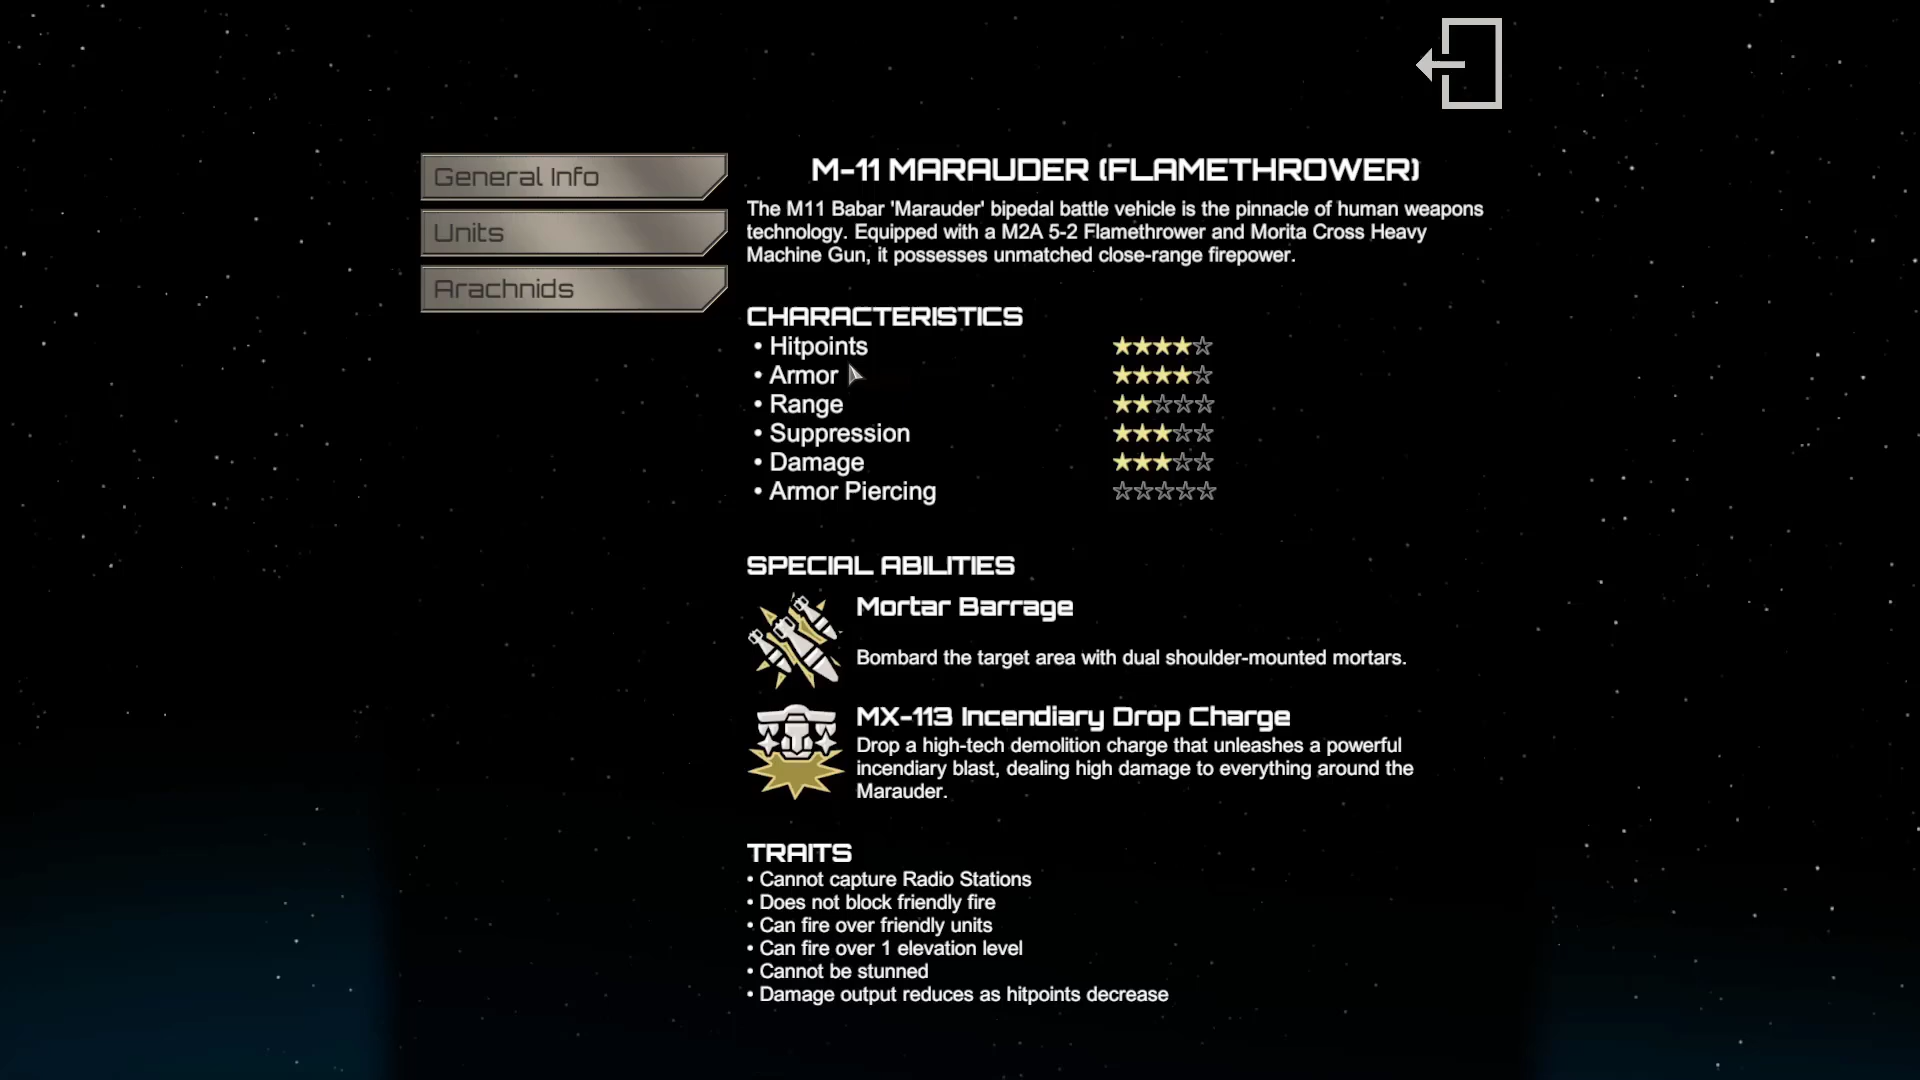 General Info
Units
Arachnids
M-11 MARAUDER (FLAMETHROWER)
The M11 Babar 'Marauder' bipedal battle vehicle is the pinnacle of human weapons
technology. Equipped with a M2A 5-2 Flamethrower and Morita Cross Heavy
Machine Gun, it possesses unmatched close-range firepower.
CHARACTERISTICS
• Hitpoints ★★★★☆
• Armor ★★★★☆
• Range ★★☆☆☆
• Suppression ★★★☆☆
• Damage ★★★☆☆
• Armor Piercing ☆☆☆☆☆
SPECIAL ABILITIES
Mortar Barrage
Bombard the target area with dual shoulder-mounted mortars.
MX-113 Incendiary Drop Charge
Drop a high-tech demolition charge that unleashes a powerful
incendiary blast, dealing high damage to everything around the
Marauder.
TRAITS
• Cannot capture Radio Stations
• Does not block friendly fire
• Can fire over friendly units
• Can fire over 1 elevation level
• Cannot be stunned
• Damage output reduces as hitpoints decrease